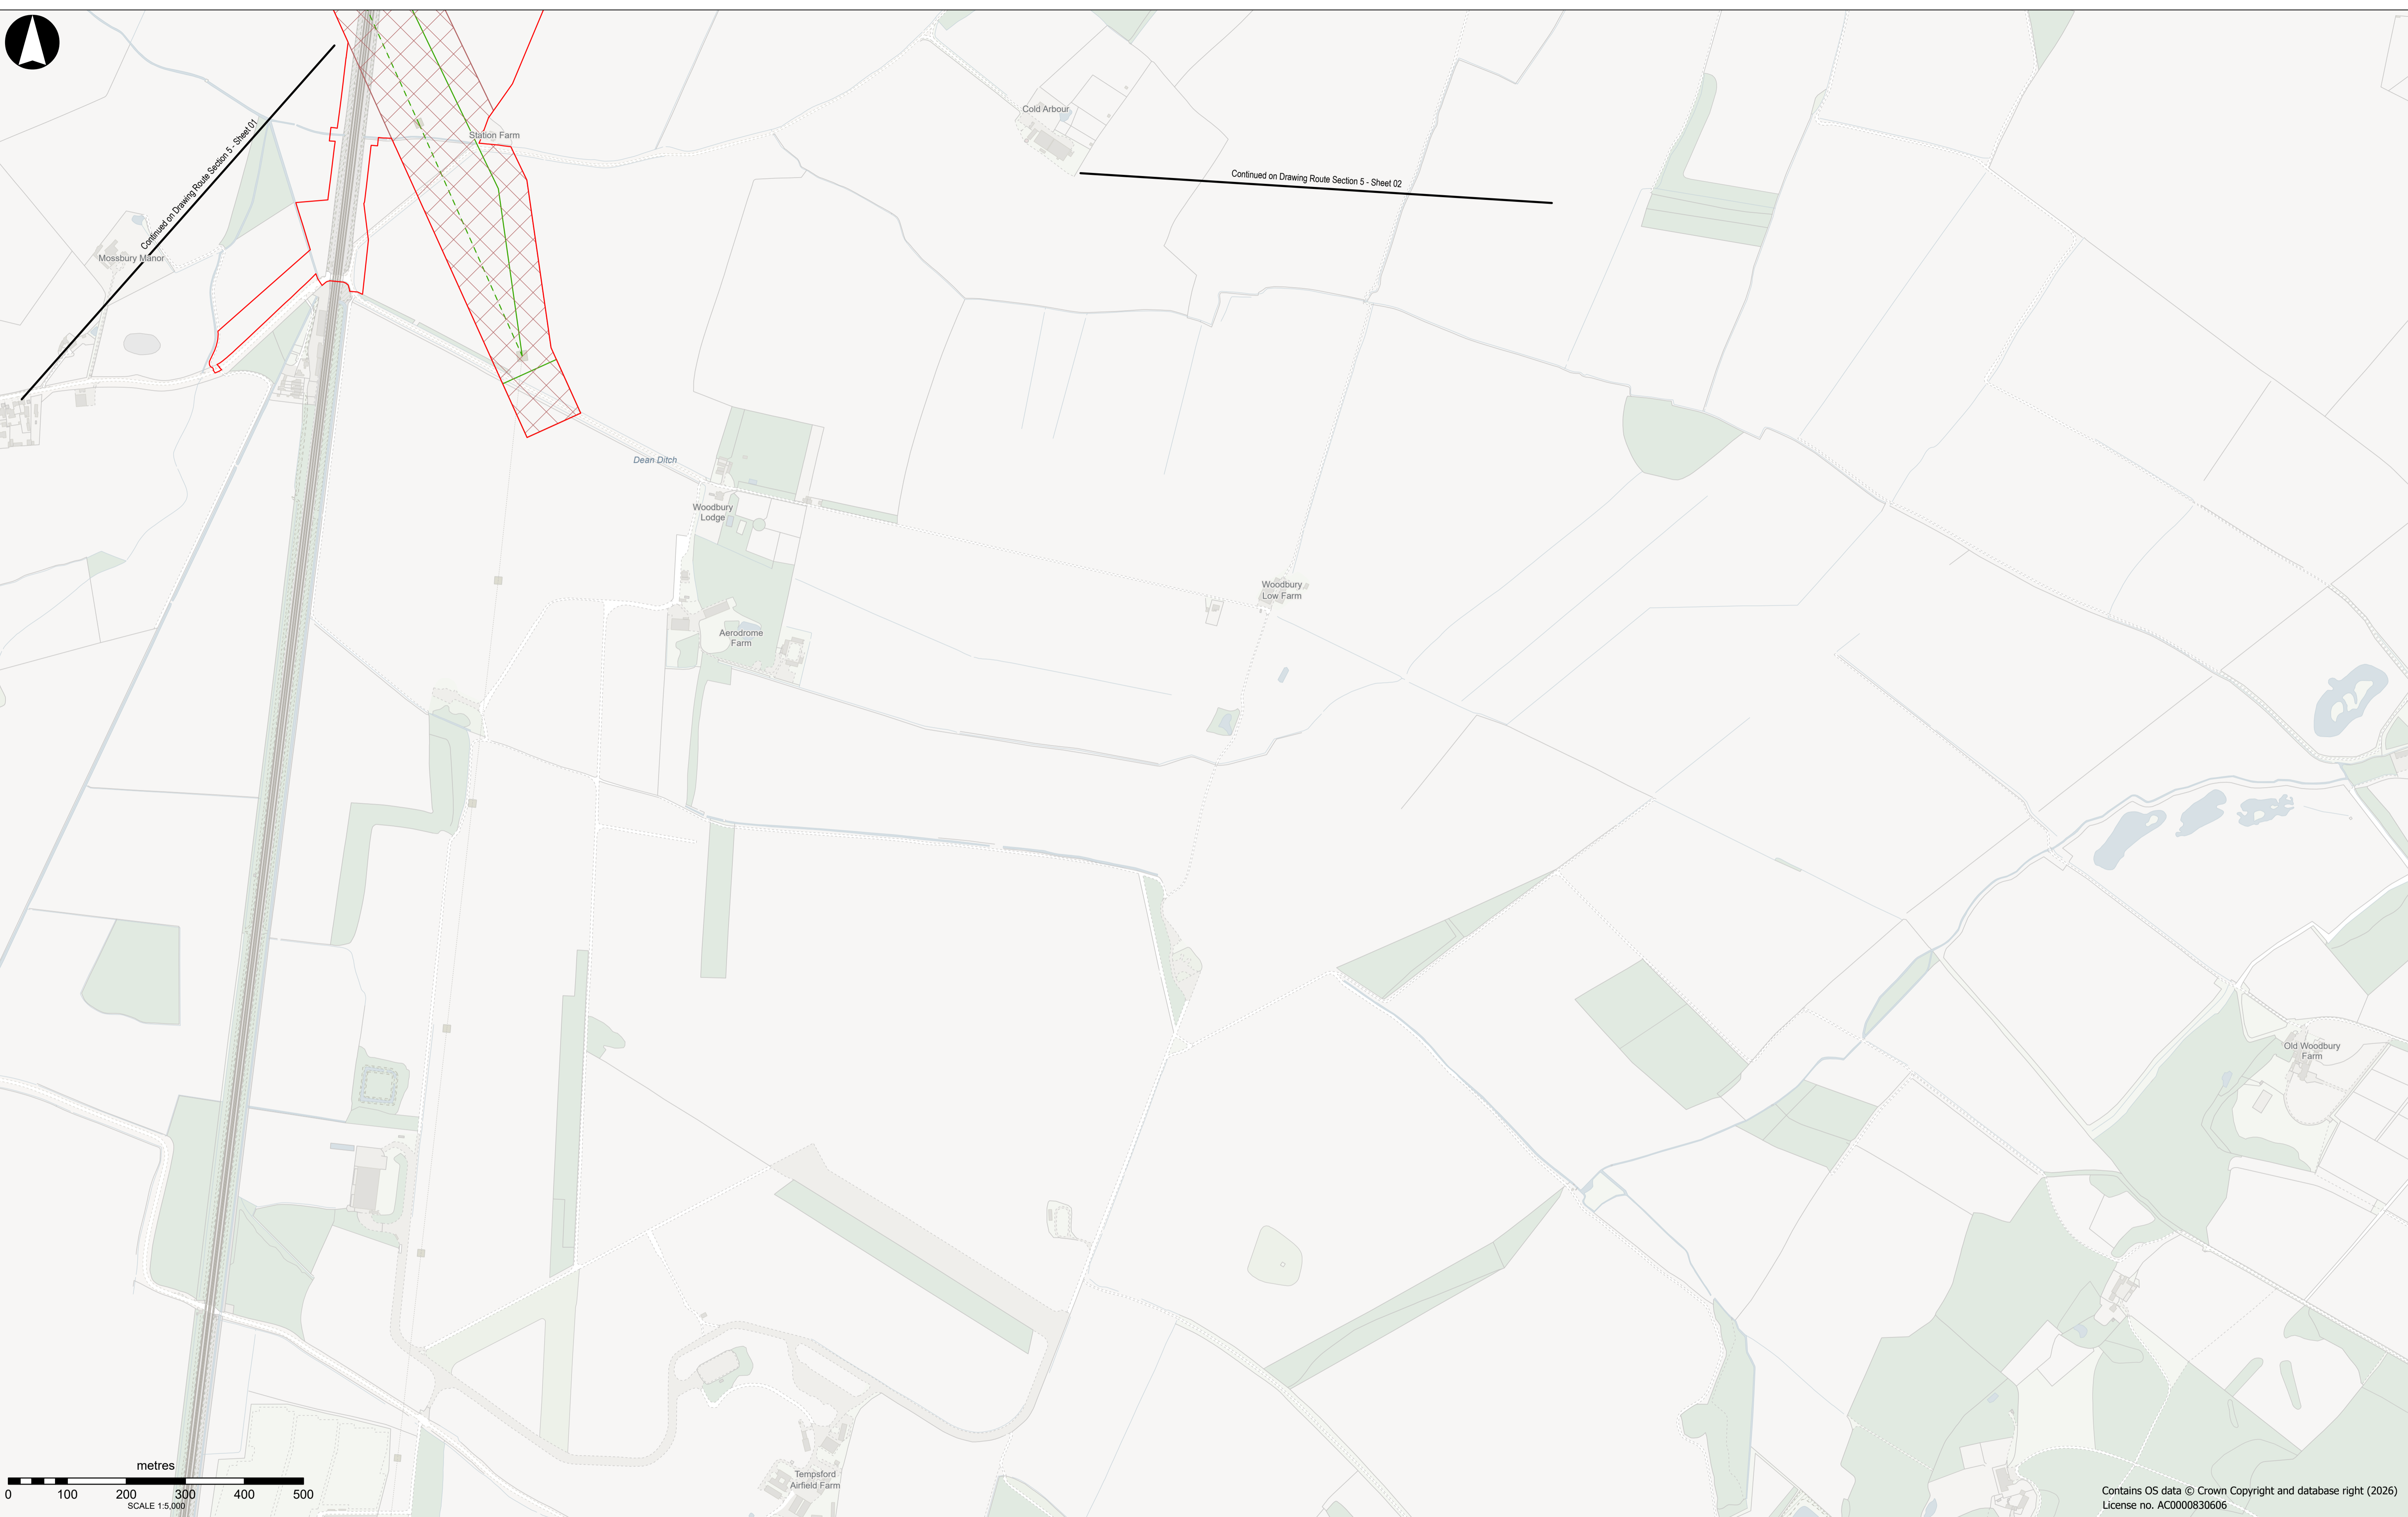 Cold Arbour
Station Farm
Continued on Drawing Route Section 5 - Sheet 01
Continued on Drawing Route Section 5 - Sheet 02
Mossbury Manor
Dean Ditch
Woodbury
Lodge
Woodbury
Low Farm
Aerodrome
Farm
Old Woodbury
Farm
Tempsford
Airfield Farm
metres
0 100 200 300 400 500
SCALE 1:5,000
Contains OS data © Crown Copyright and database right (2026)
License no. AC0000830606